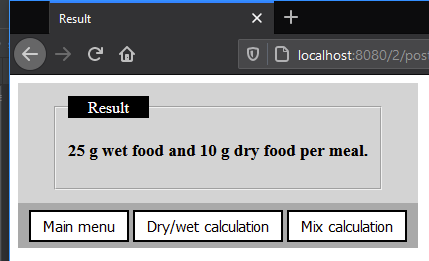 Result
localhost:8080/2/post
Result
25 g wet food and 10 g dry food per meal.
Main menu
Dry/wet calculation
Mix calculation